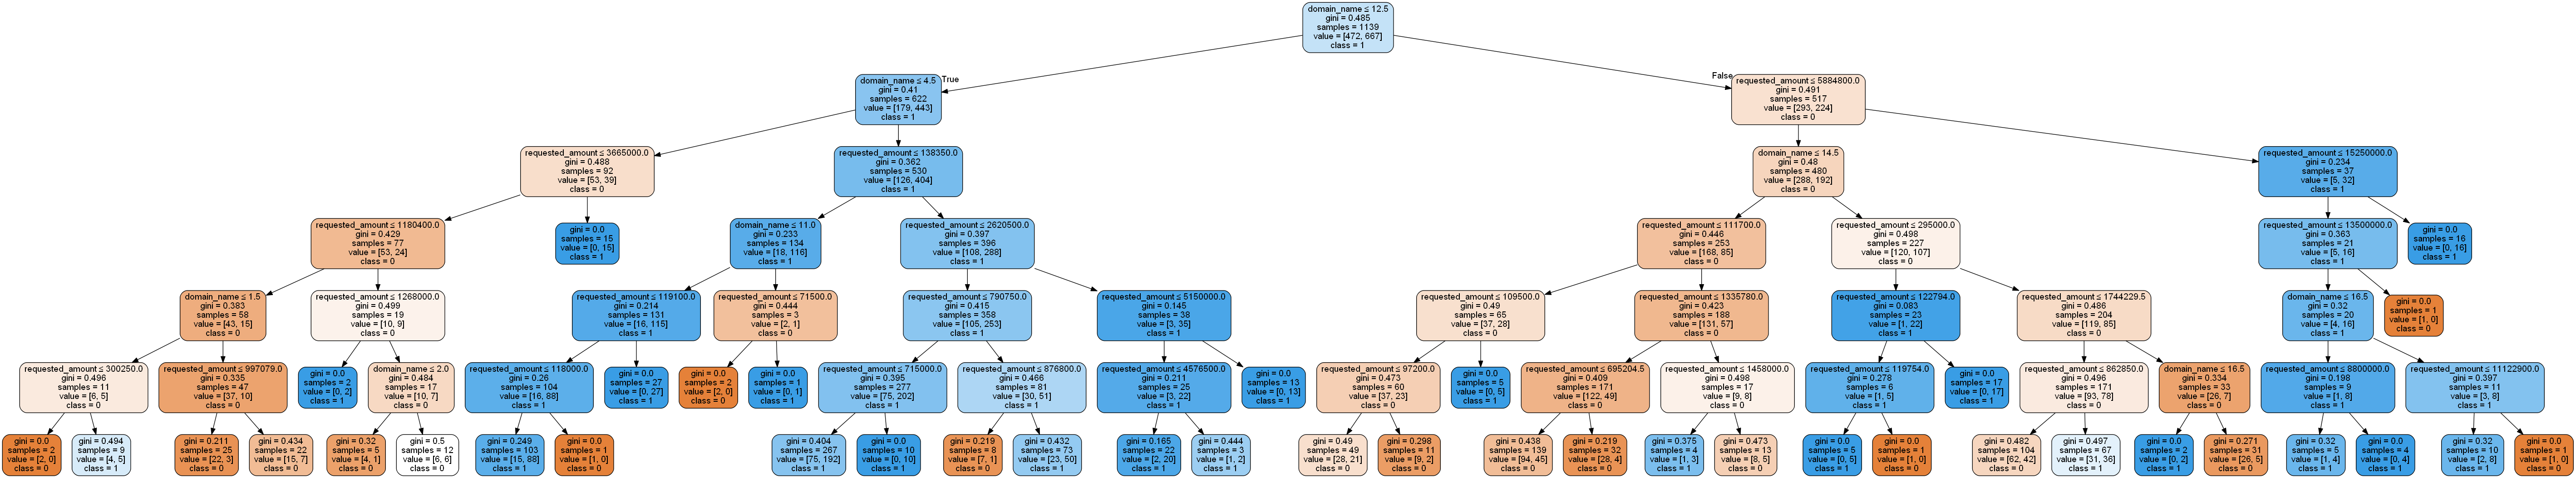 domain_name ≤ 12.5
gini = 0.485
samples = 1139
value = [472, 667]
class = 1
True
False
domain_name ≤ 4.5
gini = 0.41
samples = 622
value = [179, 443]
class = 1
requested_amount ≤ 5884800.0
gini = 0.491
samples = 517
value = [293, 224]
class = 0
requested_amount ≤ 3665000.0
gini = 0.488
samples = 92
value = [53, 39]
class = 0
requested_amount ≤ 138350.0
gini = 0.362
samples = 530
value = [126, 404]
class = 1
domain_name ≤ 14.5
gini = 0.48
samples = 480
value = [288, 192]
class = 0
requested_amount ≤ 15250000.0
gini = 0.234
samples = 37
value = [5, 32]
class = 1
requested_amount ≤ 1180400.0
gini = 0.429
samples = 77
value = [53, 24]
class = 0
gini = 0.0
samples = 15
value = [0, 15]
class = 1
domain_name ≤ 11.0
gini = 0.233
samples = 134
value = [18, 116]
class = 1
requested_amount ≤ 2620500.0
gini = 0.397
samples = 396
value = [108, 288]
class = 1
requested_amount ≤ 111700.0
gini = 0.446
samples = 253
value = [168, 85]
class = 0
requested_amount ≤ 295000.0
gini = 0.498
samples = 227
value = [120, 107]
class = 0
requested_amount ≤ 13500000.0
gini = 0.363
samples = 21
value = [5, 16]
class = 1
gini = 0.0
samples = 16
value = [0, 16]
class = 1
domain_name ≤ 1.5
gini = 0.383
samples = 58
value = [43, 15]
class = 0
requested_amount ≤ 1268000.0
gini = 0.499
samples = 19
value = [10, 9]
class = 0
requested_amount ≤ 119100.0
gini = 0.214
samples = 131
value = [16, 115]
class = 1
requested_amount ≤ 71500.0
gini = 0.444
samples = 3
value = [2, 1]
class = 0
requested_amount ≤ 790750.0
gini = 0.415
samples = 358
value = [105, 253]
class = 1
requested_amount ≤ 5150000.0
gini = 0.145
samples = 38
value = [3, 35]
class = 1
requested_amount ≤ 109500.0
gini = 0.49
samples = 65
value = [37, 28]
class = 0
requested_amount ≤ 1335780.0
gini = 0.423
samples = 188
value = [131, 57]
class = 0
requested_amount ≤ 122794.0
gini = 0.083
samples = 23
value = [1, 22]
class = 1
requested_amount ≤ 1744229.5
gini = 0.486
samples = 204
value = [119, 85]
class = 0
domain_name ≤ 16.5
gini = 0.32
samples = 20
value = [4, 16]
class = 1
gini = 0.0
samples = 1
value = [1, 0]
class = 0
requested_amount ≤ 300250.0
gini = 0.496
samples = 11
value = [6, 5]
class = 0
requested_amount ≤ 997079.0
gini = 0.335
samples = 47
value = [37, 10]
class = 0
gini = 0.0
samples = 2
value = [0, 2]
class = 1
domain_name ≤ 2.0
gini = 0.484
samples = 17
value = [10, 7]
class = 0
requested_amount ≤ 118000.0
gini = 0.26
samples = 104
value = [16, 88]
class = 1
gini = 0.0
samples = 27
value = [0, 27]
class = 1
gini = 0.0
samples = 2
value = [2, 0]
class = 0
gini = 0.0
samples = 1
value = [0, 1]
class = 1
requested_amount ≤ 715000.0
gini = 0.395
samples = 277
value = [75, 202]
class = 1
requested_amount ≤ 876800.0
gini = 0.466
samples = 81
value = [30, 51]
class = 1
requested_amount ≤ 4576500.0
gini = 0.211
samples = 25
value = [3, 22]
class = 1
gini = 0.0
samples = 13
value = [0, 13]
class = 1
requested_amount ≤ 97200.0
gini = 0.473
samples = 60
value = [37, 23]
class = 0
gini = 0.0
samples = 5
value = [0, 5]
class = 1
requested_amount ≤ 695204.5
gini = 0.409
samples = 171
value = [122, 49]
class = 0
requested_amount ≤ 1458000.0
gini = 0.498
samples = 17
value = [9, 8]
class = 0
requested_amount ≤ 119754.0
gini = 0.278
samples = 6
value = [1, 5]
class = 1
gini = 0.0
samples = 17
value = [0, 17]
class = 1
requested_amount ≤ 862850.0
gini = 0.496
samples = 171
value = [93, 78]
class = 0
domain_name ≤ 16.5
gini = 0.334
samples = 33
value = [26, 7]
class = 0
requested_amount ≤ 8800000.0
gini = 0.198
samples = 9
value = [1, 8]
class = 1
requested_amount ≤ 11122900.0
gini = 0.397
samples = 11
value = [3, 8]
class = 1
gini = 0.0
samples = 2
value = [2, 0]
class = 0
gini = 0.494
samples = 9
value = [4, 5]
class = 1
gini = 0.211
samples = 25
value = [22, 3]
class = 0
gini = 0.434
samples = 22
value = [15, 7]
class = 0
gini = 0.32
samples = 5
value = [4, 1]
class = 0
gini = 0.5
samples = 12
value = [6, 6]
class = 0
gini = 0.249
samples = 103
value = [15, 88]
class = 1
gini = 0.0
samples = 1
value = [1, 0]
class = 0
gini = 0.404
samples = 267
value = [75, 192]
class = 1
gini = 0.0
samples = 10
value = [0, 10]
class = 1
gini = 0.219
samples = 8
value = [7, 1]
class = 0
gini = 0.432
samples = 73
value = [23, 50]
class = 1
gini = 0.165
samples = 22
value = [2, 20]
class = 1
gini = 0.444
samples = 3
value = [1, 2]
class = 1
gini = 0.49
samples = 49
value = [28, 21]
class = 0
gini = 0.298
samples = 11
value = [9, 2]
class = 0
gini = 0.438
samples = 139
value = [94, 45]
class = 0
gini = 0.219
samples = 32
value = [28, 4]
class = 0
gini = 0.375
samples = 4
value = [1, 3]
class = 1
gini = 0.473
samples = 13
value = [8, 5]
class = 0
gini = 0.0
samples = 5
value = [0, 5]
class = 1
gini = 0.0
samples = 1
value = [1, 0]
class = 0
gini = 0.482
samples = 104
value = [62, 42]
class = 0
gini = 0.497
samples = 67
value = [31, 36]
class = 1
gini = 0.0
samples = 2
value = [0, 2]
class = 1
gini = 0.271
samples = 31
value = [26, 5]
class = 0
gini = 0.32
samples = 5
value = [1, 4]
class = 1
gini = 0.0
samples = 4
value = [0, 4]
class = 1
gini = 0.32
samples = 10
value = [2, 8]
class = 1
gini = 0.0
samples = 1
value = [1, 0]
class = 0